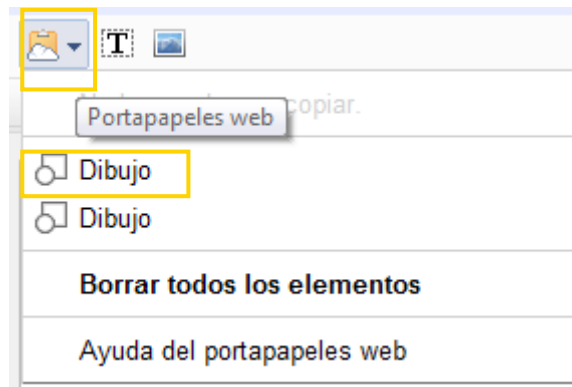 T
copiar.
Portapapeles web
Dibujo
Dibujo
Borrar todos los elementos
Ayuda del portapapeles web